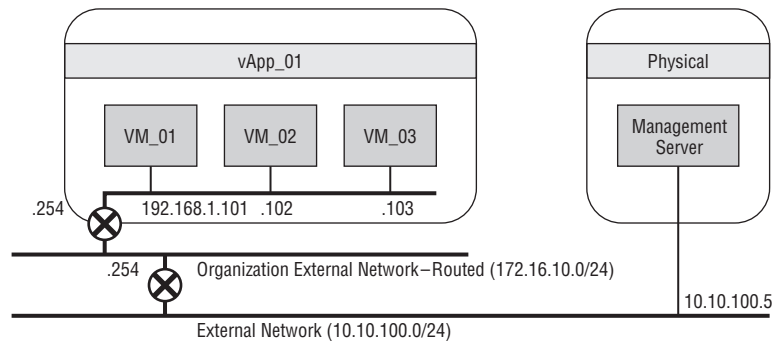 vApp_01
Physical
VM_01
VM_02
VM_03
Management
Server
.254
192.168.1.101
.102
.103
.254
Organization External Network–Routed (172.16.10.0/24)
10.10.100.5
External Network (10.10.100.0/24)